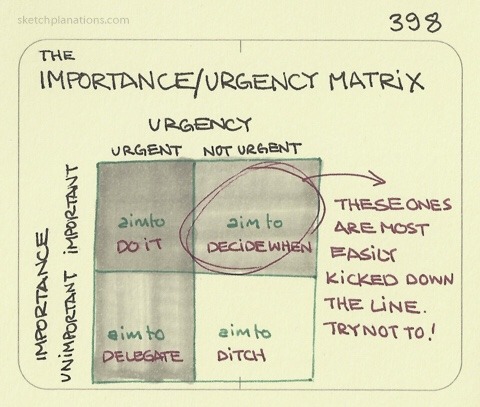 sketchplanations.com
398
THE
IMPORTANCE/URGENCY MATRIX
URGENCY
URGENT NOT URGENT
IMPORTANCE
UNIMPORTANT IMPORTANT
aim to
DO IT
aim to
DECIDE WHEN
aim to
DELEGATE
aim to
DITCH
THESE ONES
ARE MOST
EASILY
KICKED DOWN
THE LINE.
TRY NOT TO!